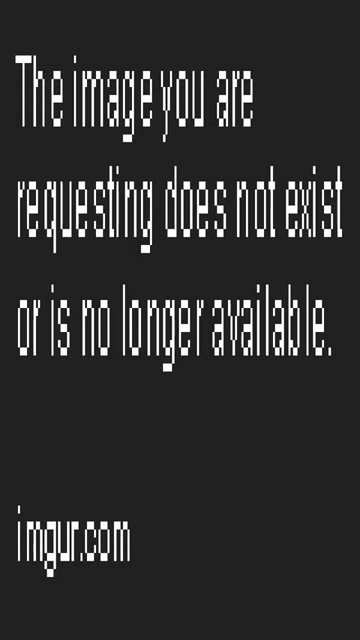 The image you are
requesting does not exist
or is no longer available.
imgur.com